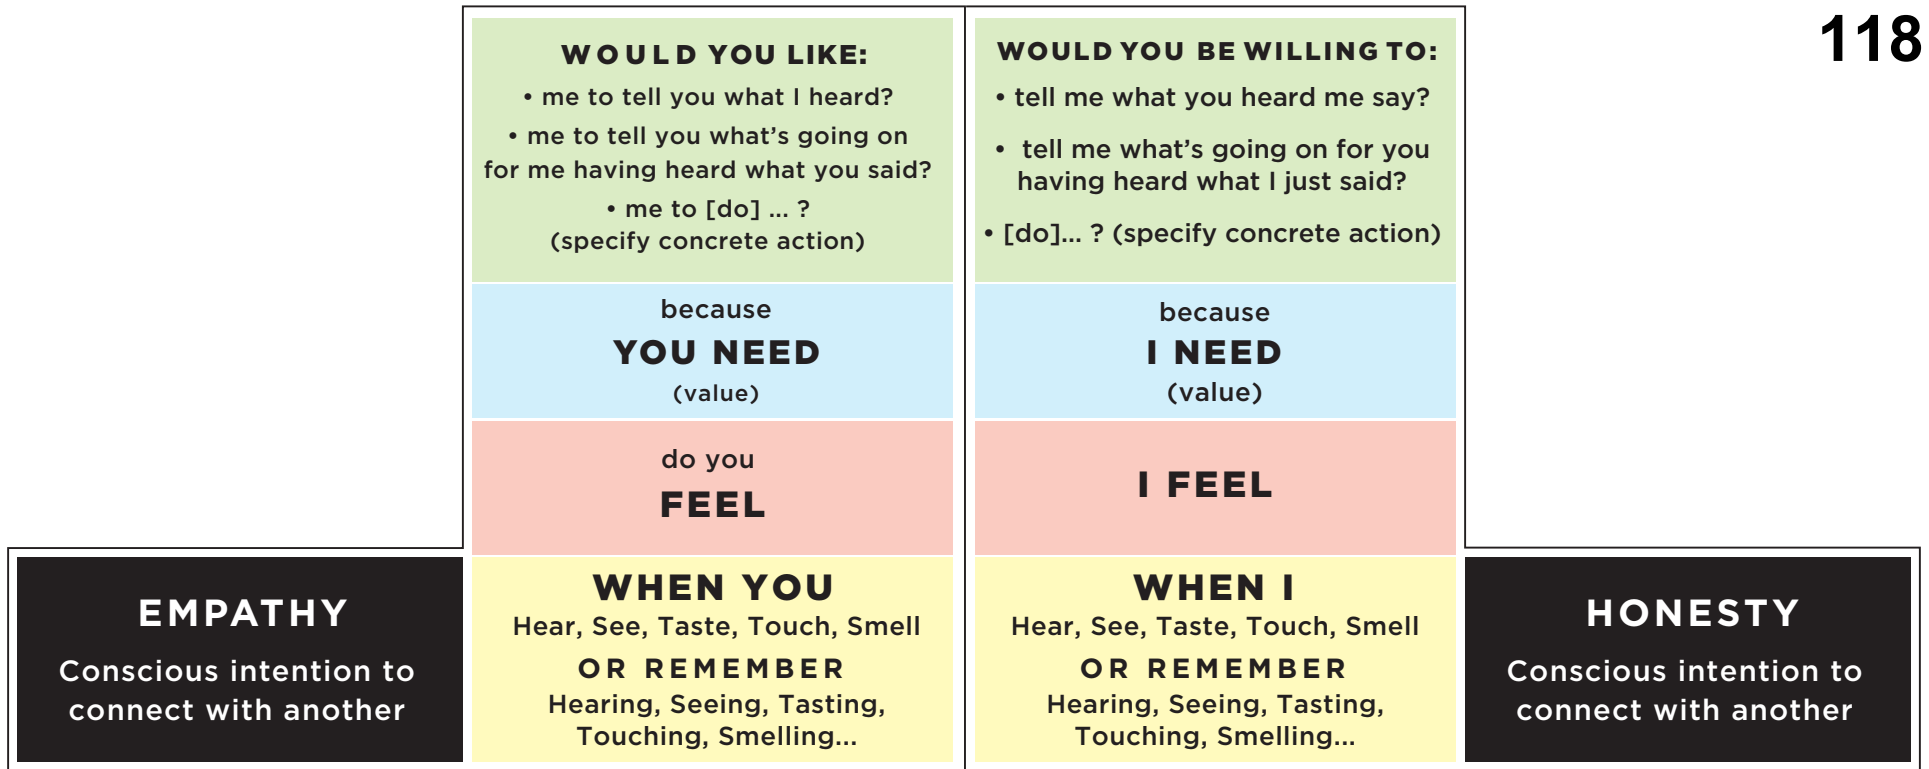 118
WOULD YOU LIKE:
• me to tell you what I heard?
• me to tell you what's going on
for me having heard what you said?
• me to [do] ... ?
(specify concrete action)
because
YOU NEED
(value)
do you
FEEL
WHEN YOU
Hear, See, Taste, Touch, Smell
OR REMEMBER
Hearing, Seeing, Tasting,
Touching, Smelling...
WOULD YOU BE WILLING TO:
• tell me what you heard me say?
• tell me what's going on for you
having heard what I just said?
• [do]... ? (specify concrete action)
because
I NEED
(value)
I FEEL
WHEN I
Hear, See, Taste, Touch, Smell
OR REMEMBER
Hearing, Seeing, Tasting,
Touching, Smelling...
EMPATHY
Conscious intention to
connect with another
HONESTY
Conscious intention to
connect with another